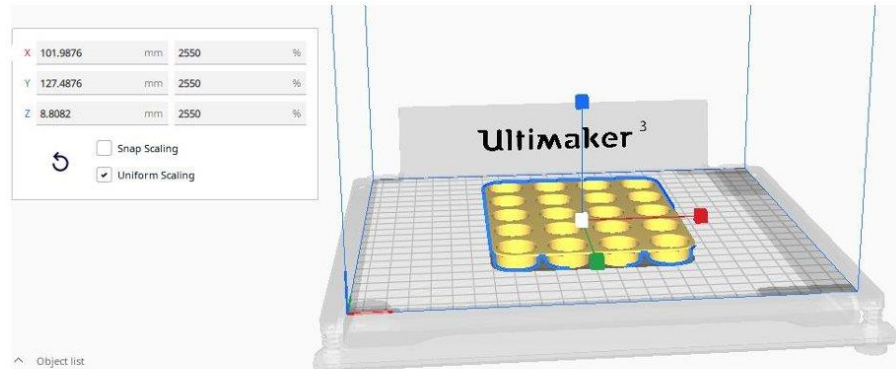 X 101.9876 mm 2550 %
Y 127.4876 mm 2550 %
Z 8.8082 mm 2550 %
Snap Scaling
Uniform Scaling
Ultimaker 3
Object list